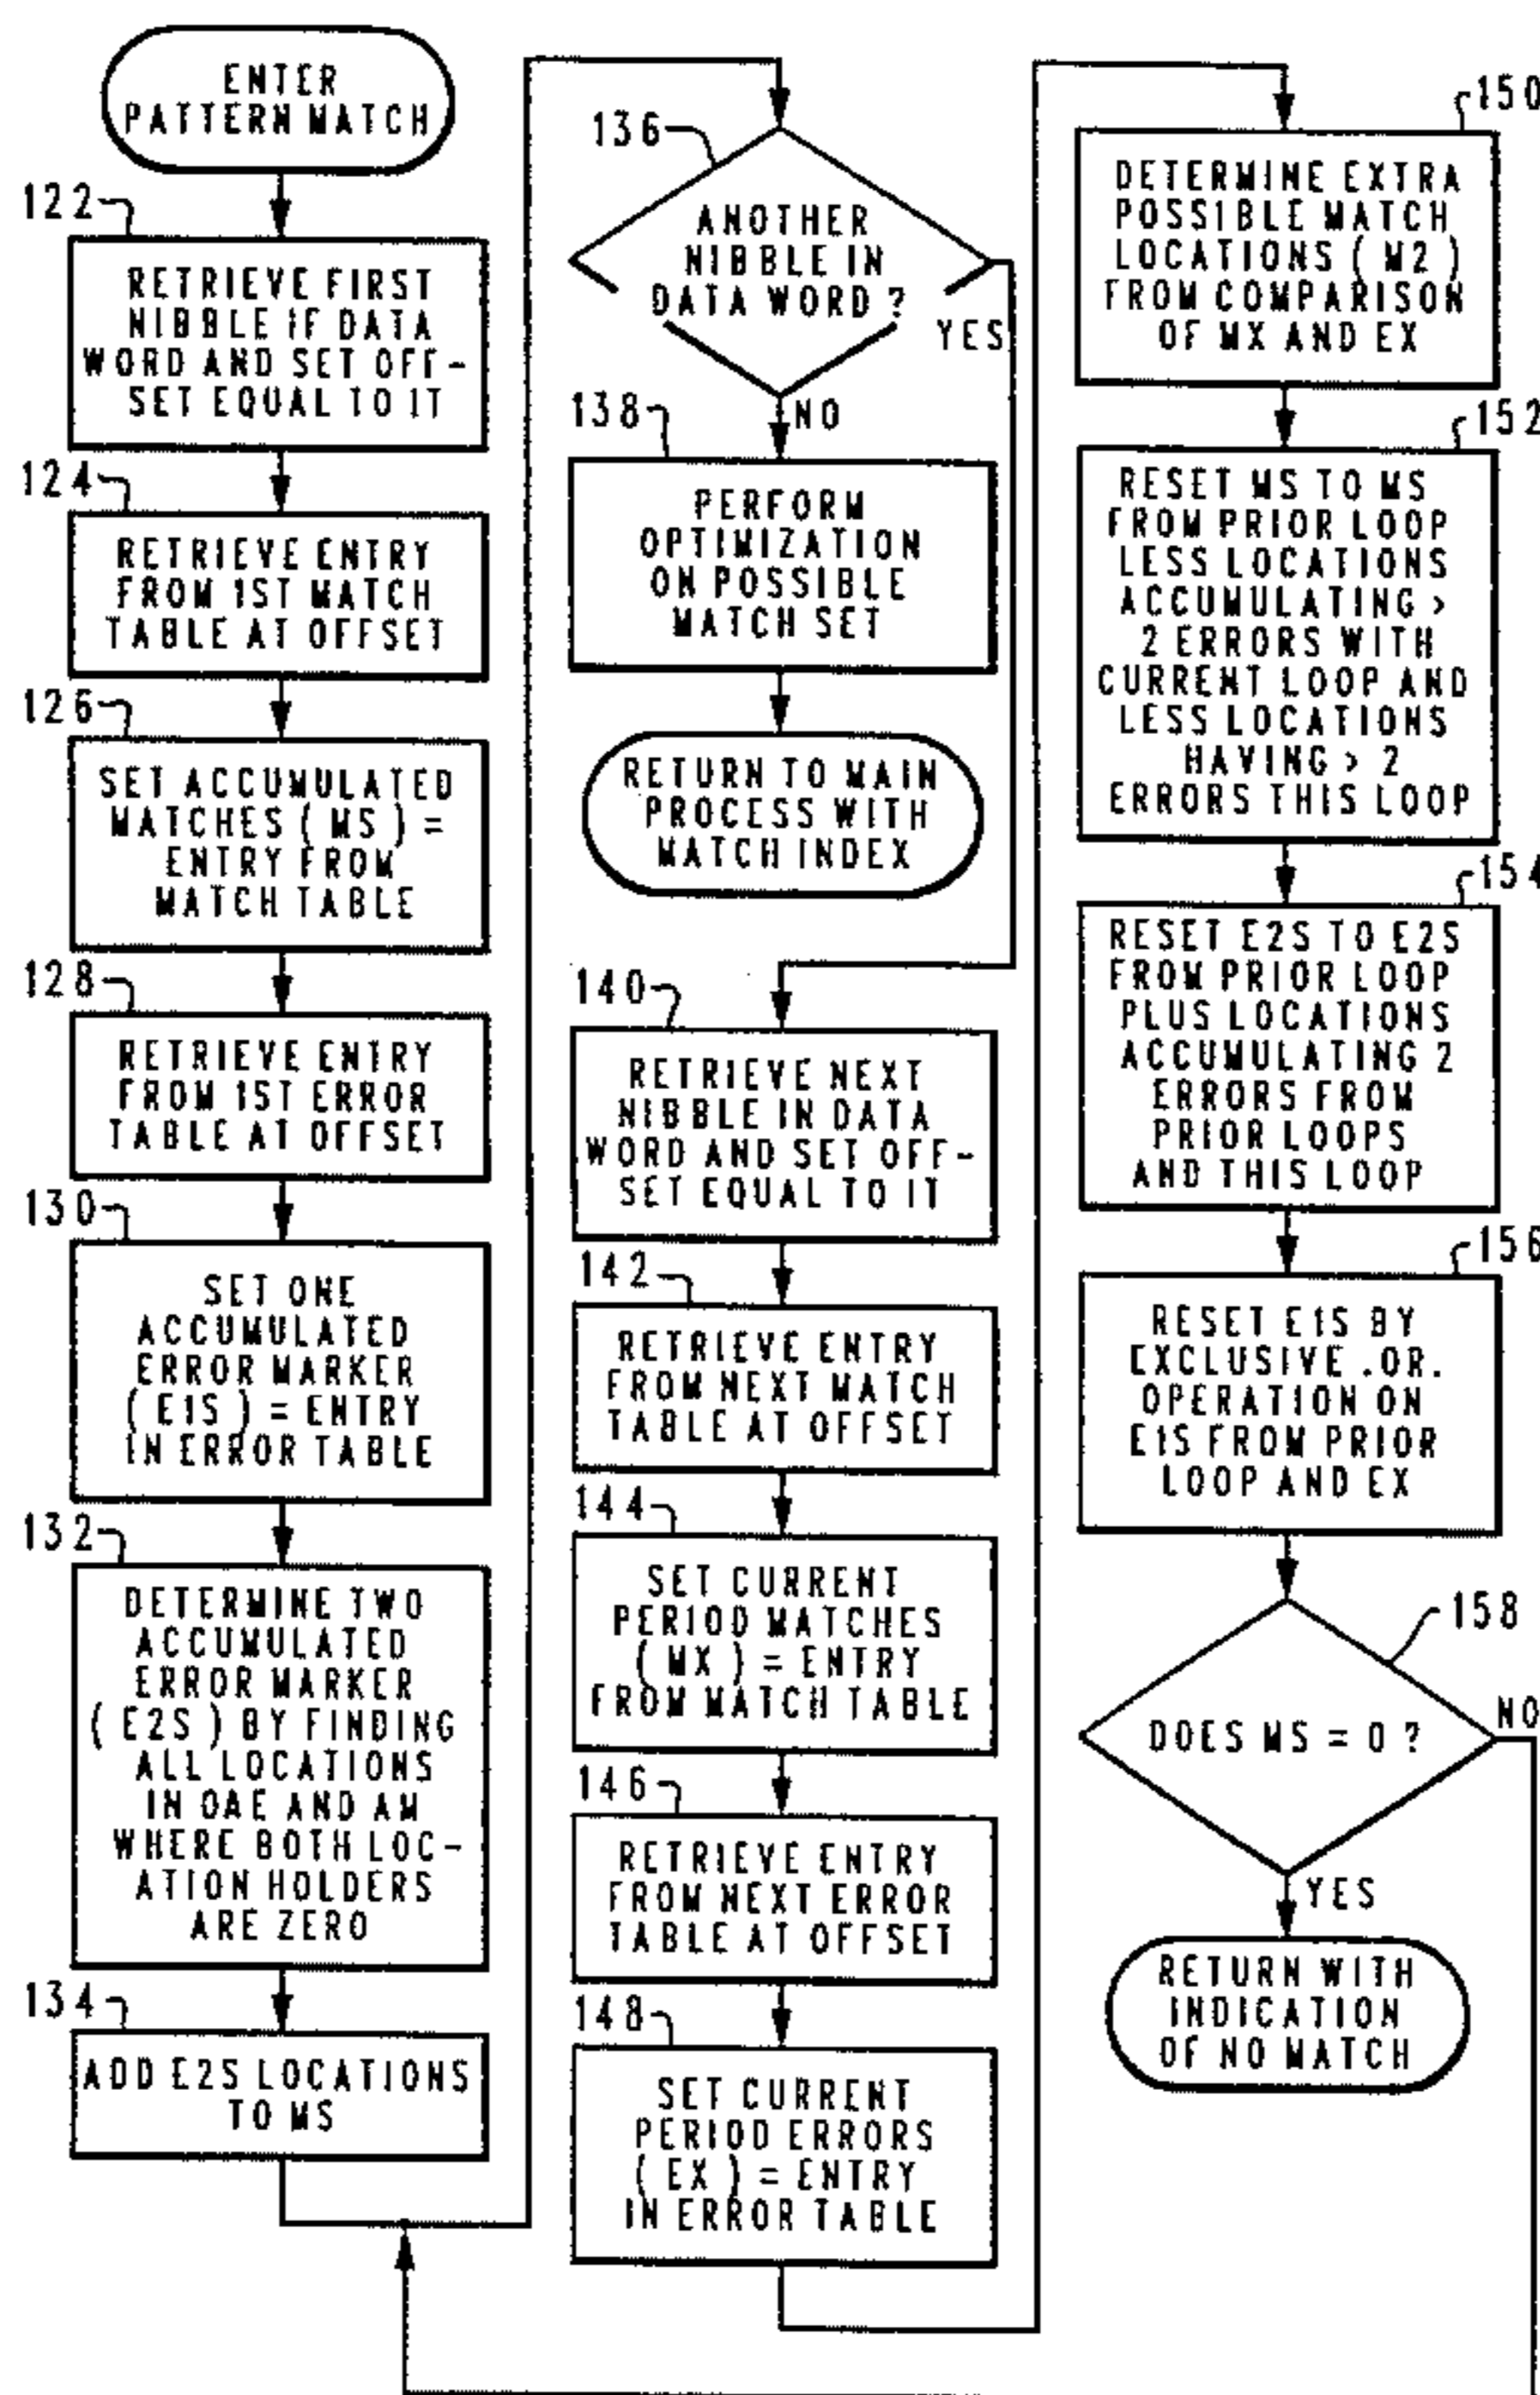 ENTER
PATTERN MATCH
122
RETRIEVE FIRST
NIBBLE IF DATA
WORD AND SET OFF-
SET EQUAL TO IT
124
RETRIEVE ENTRY
FROM 1ST MATCH
TABLE AT OFFSET
126
SET ACCUMULATED
MATCHES (MS) =
ENTRY FROM
MATCH TABLE
128
RETRIEVE ENTRY
FROM 1ST ERROR
TABLE AT OFFSET
130
SET ONE
ACCUMULATED
ERROR MARKER
(E1S) = ENTRY
IN ERROR TABLE
132
DETERMINE TWO
ACCUMULATED
ERROR MARKER
(E2S) BY FINDING
ALL LOCATIONS
IN OAE AND AM
WHERE BOTH LOC-
ATION HOLDERS
ARE ZERO
134
ADD E2S LOCATIONS
TO MS
136
ANOTHER
NIBBLE IN
DATA WORD ?
YES
NO
138
PERFORM
OPTIMIZATION
ON POSSIBLE
MATCH SET
RETURN TO MAIN
PROCESS WITH
MATCH INDEX
140
RETRIEVE NEXT
NIBBLE IN DATA
WORD AND SET OFF-
SET EQUAL TO IT
142
RETRIEVE ENTRY
FROM NEXT MATCH
TABLE AT OFFSET
144
SET CURRENT
PERIOD MATCHES
(MX) = ENTRY
FROM MATCH TABLE
146
RETRIEVE ENTRY
FROM NEXT ERROR
TABLE AT OFFSET
148
SET CURRENT
PERIOD ERRORS
(EX) = ENTRY
IN ERROR TABLE
150
DETERMINE EXTRA
POSSIBLE MATCH
LOCATIONS (M2)
FROM COMPARISON
OF MX AND EX
152
RESET MS TO MS
FROM PRIOR LOOP
LESS LOCATIONS
ACCUMULATING >
2 ERRORS WITH
CURRENT LOOP AND
LESS LOCATIONS
HAVING > 2
ERRORS THIS LOOP
154
RESET E2S TO E2S
FROM PRIOR LOOP
PLUS LOCATIONS
ACCUMULATING 2
ERRORS FROM
PRIOR LOOPS
AND THIS LOOP
156
RESET E1S BY
EXCLUSIVE .OR.
OPERATION ON
E1S FROM PRIOR
LOOP AND EX
158
DOES MS = 0 ?
NO
YES
RETURN WITH
INDICATION
OF NO MATCH